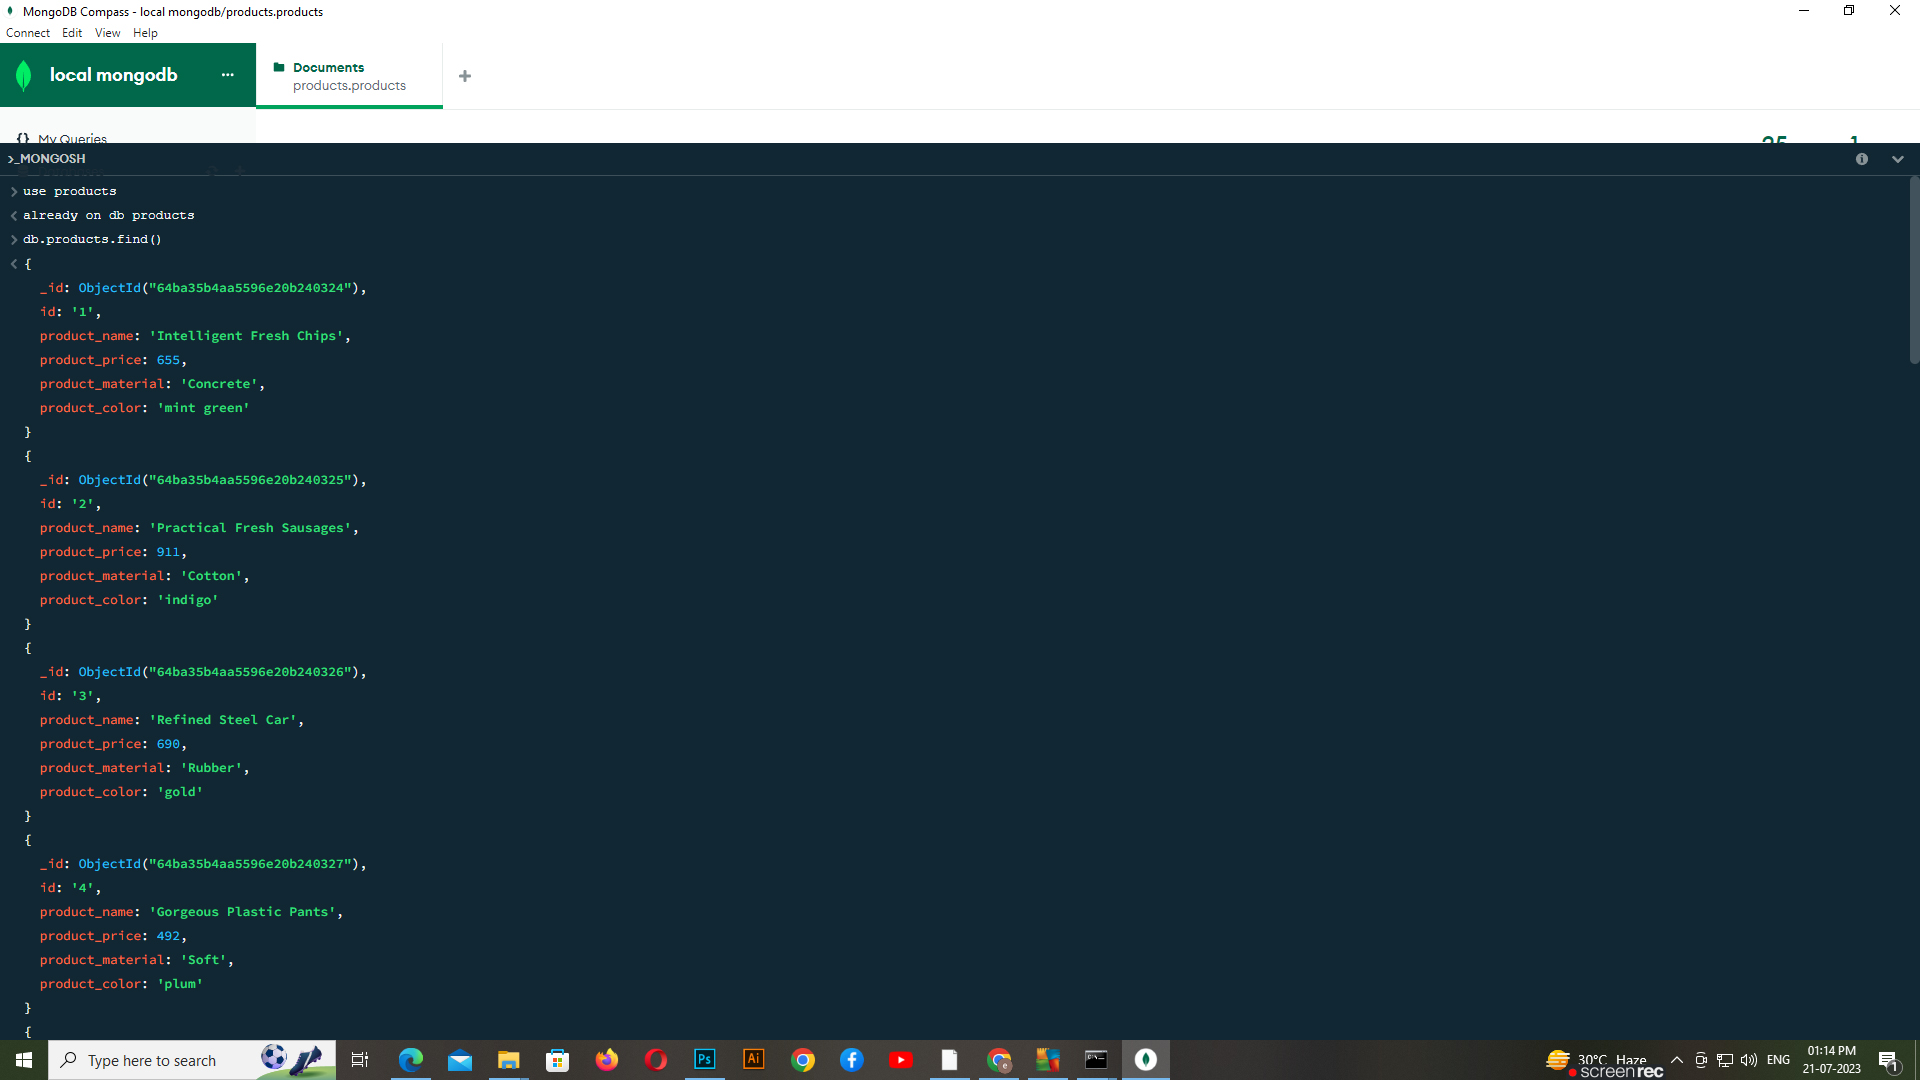 MongoDB Compass - local mongodb/products.products
Connect Edit View Help
local mongodb ...
Documents
products.products
{} My Queries
25 1
>_MONGOSH
> use products
< already on db products
> db.products.find()
< {
_id: ObjectId("64ba35b4aa5596e20b240324"),
id: '1',
product_name: 'Intelligent Fresh Chips',
product_price: 655,
product_material: 'Concrete',
product_color: 'mint green'
}
{
_id: ObjectId("64ba35b4aa5596e20b240325"),
id: '2',
product_name: 'Practical Fresh Sausages',
product_price: 911,
product_material: 'Cotton',
product_color: 'indigo'
}
{
_id: ObjectId("64ba35b4aa5596e20b240326"),
id: '3',
product_name: 'Refined Steel Car',
product_price: 690,
product_material: 'Rubber',
product_color: 'gold'
}
{
_id: ObjectId("64ba35b4aa5596e20b240327"),
id: '4',
product_name: 'Gorgeous Plastic Pants',
product_price: 492,
product_material: 'Soft',
product_color: 'plum'
}
{
Type here to search
Ps
Ai
30°C Haze
screenrec
ENG
01:14 PM
21-07-2023
1